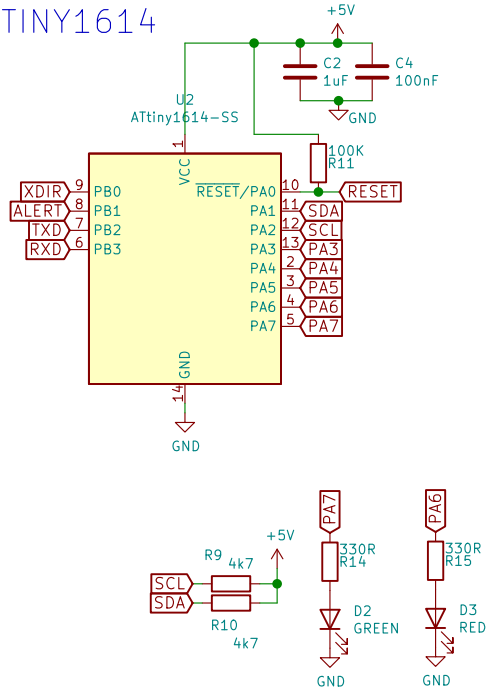 TINY1614
+5V
C2
1uF
C4
100nF
GND
U2
ATtiny1614-SS
1
VCC
100K
R11
XDIR 9 PB0
RESET/PA0 10 RESET
ALERT 8 PB1
PA1 11 SDA
TXD 7 PB2
PA2 12 SCL
RXD 6 PB3
PA3 13 PA3
PA4 2 PA4
PA5 3 PA5
PA6 4 PA6
PA7 5 PA7
GND
14
GND
PA7
PA6
+5V
R9
4k7
SCL
SDA
R10
4k7
330R
R14
330R
R15
D2
GREEN
D3
RED
GND
GND